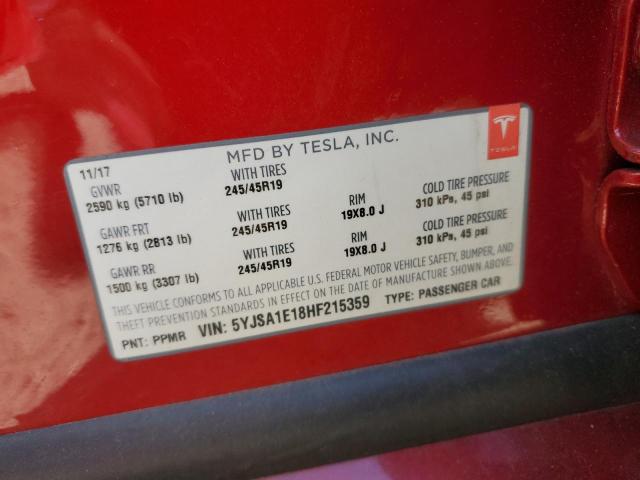 MFD BY TESLA, INC.
TESLA
11/17
GVWR WITH TIRES
2590 kg (5710 lb) 245/45R19
GAWR FRT WITH TIRES RIM COLD TIRE PRESSURE
1276 kg (2813 lb) 245/45R19 19X8.0 J 310 kPa, 45 psi
GAWR RR WITH TIRES RIM COLD TIRE PRESSURE
1500 kg (3307 lb) 245/45R19 19X8.0 J 310 kPa, 45 psi
THIS VEHICLE CONFORMS TO ALL APPLICABLE U.S. FEDERAL MOTOR VEHICLE SAFETY, BUMPER, AND
THEFT PREVENTION STANDARDS IN EFFECT ON THE DATE OF MANUFACTURE SHOWN ABOVE.
PNT: PPMR VIN: 5YJSA1E18HF215359 TYPE: PASSENGER CAR